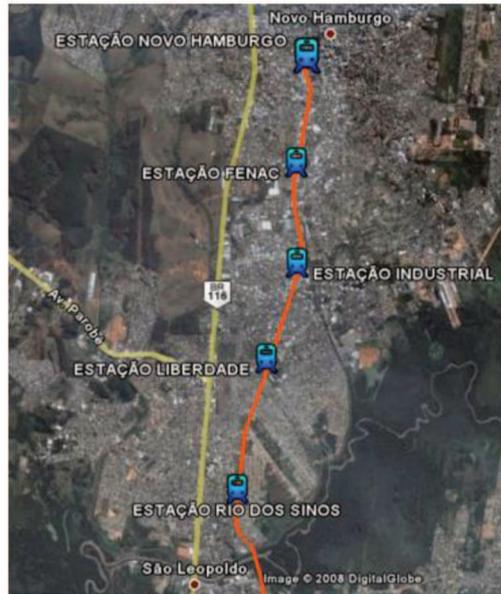 Novo Hamburgo
ESTAÇÃO NOVO HAMBURGO
ESTAÇÃO FENAC
ESTAÇÃO INDUSTRIAL
BR
116
Av. Parobé
ESTAÇÃO LIBERDADE
ESTAÇÃO RIO DOS SINOS
São Leopoldo
Image © 2008 DigitalGlobe